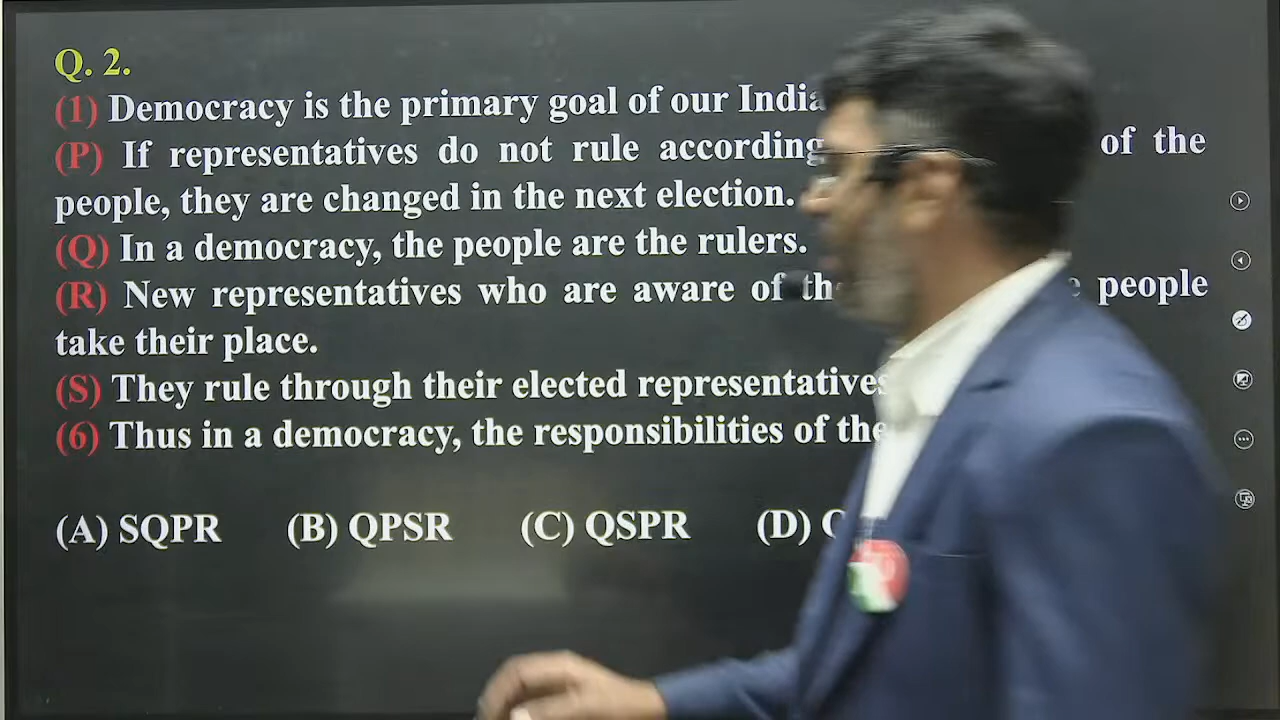 Q. 2.
(1) Democracy is the primary goal of our
(P) If representatives do not rule according of the
people, they are changed in the next election.
(Q) In a democracy, the people are the rulers.
(R) New representatives who are aware of people
take their place.
(S) They rule through their elected representatives
(6) Thus in a democracy, the responsibilities of the
(A) SQPR (B) QPSR (C) QSPR (D)